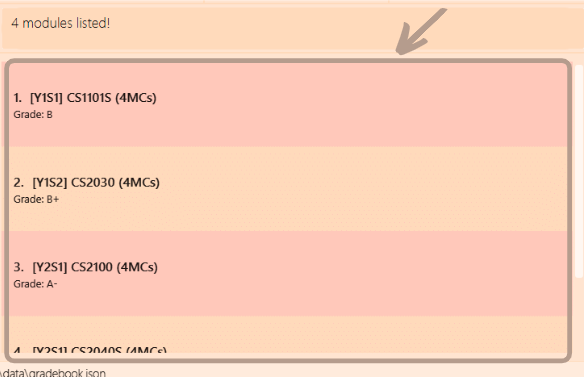 4 modules listed!
1. [Y1S1] CS1101S (4MCs)
Grade: B
2. [Y1S2] CS2030 (4MCs)
Grade: B+
3. [Y2S1] CS2100 (4MCs)
Grade: A-
4. [Y2S1] CS2040S (4MCs)
\data\gradebook.json